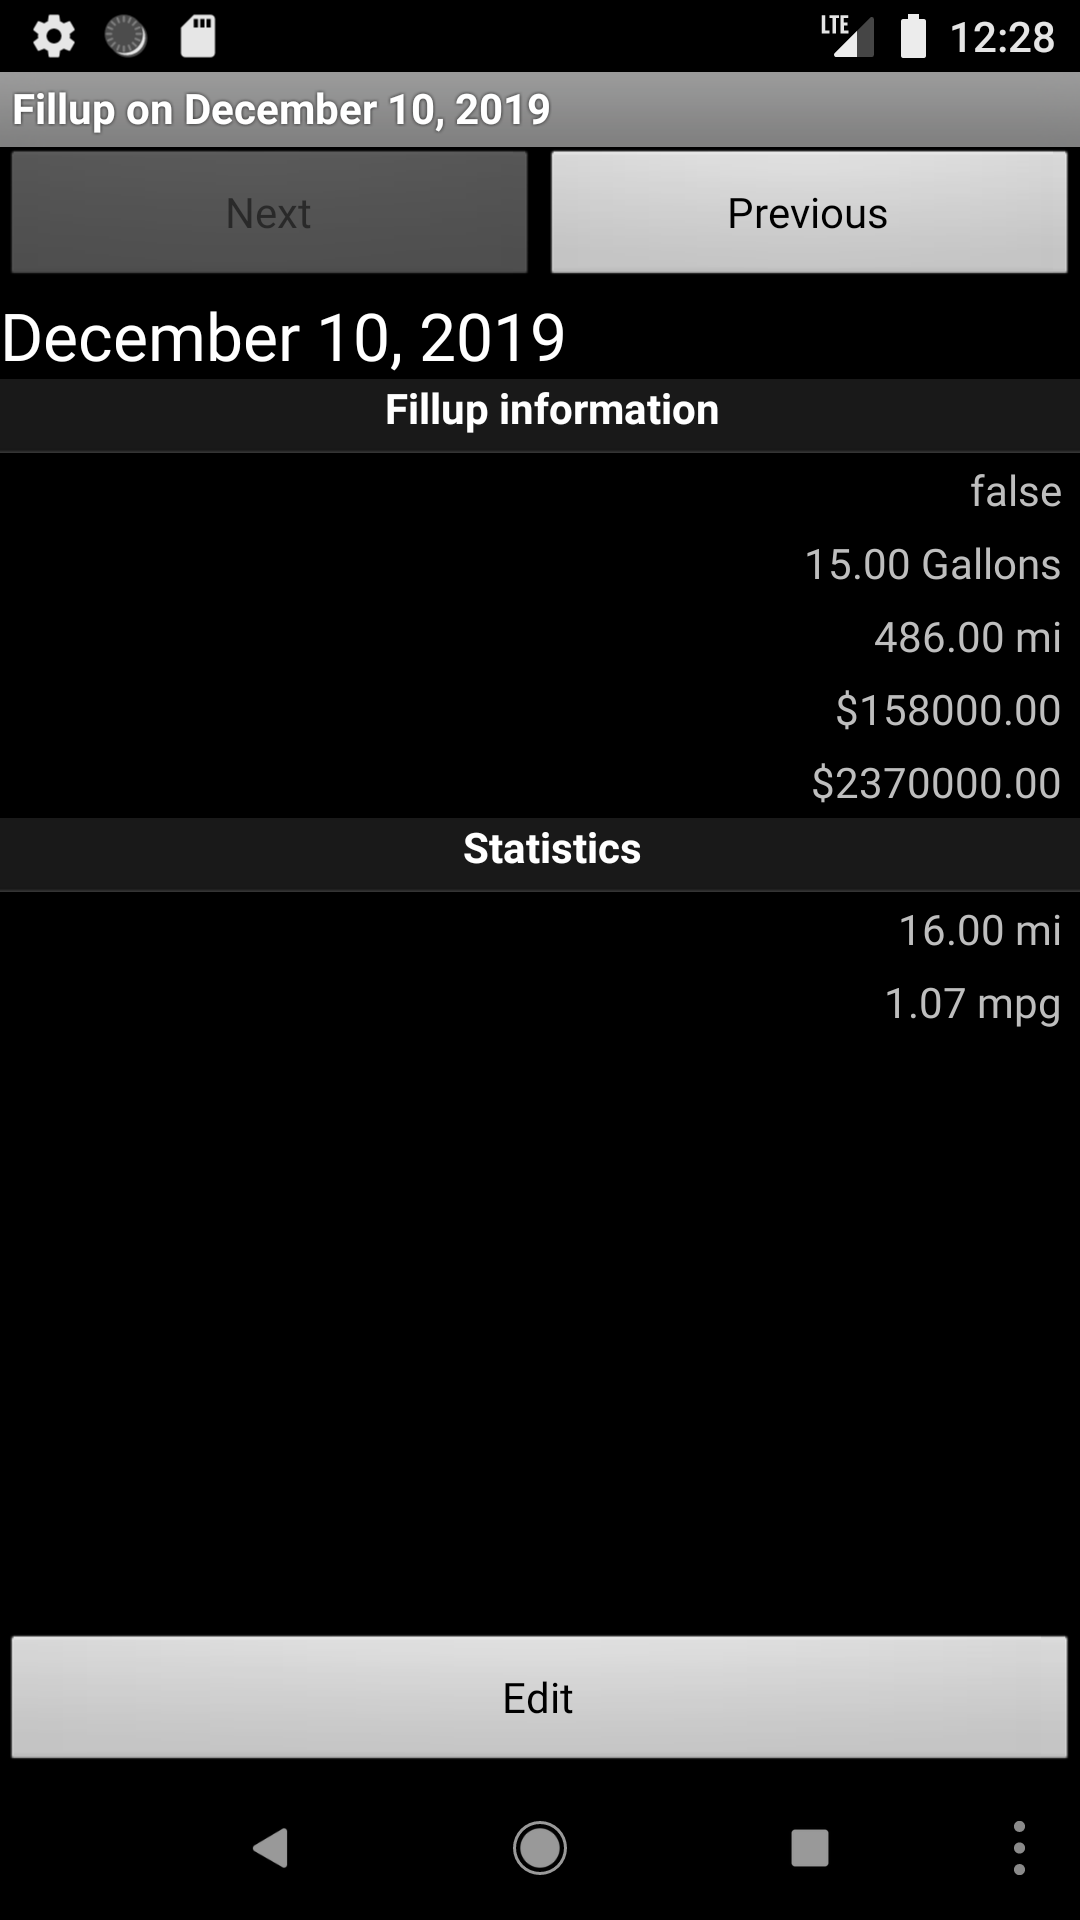 LTE 12:28
Fillup on December 10, 2019
Next Previous
December 10, 2019
Fillup information
false
15.00 Gallons
486.00 mi
$158000.00
$2370000.00
Statistics
16.00 mi
1.07 mpg
Edit